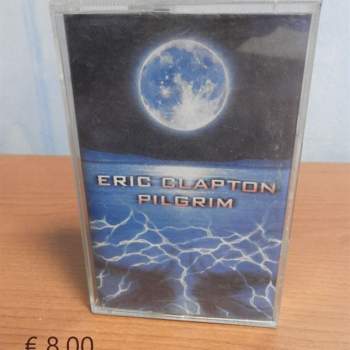 ERIC CLAPTON
PILGRIM
€ 8,00